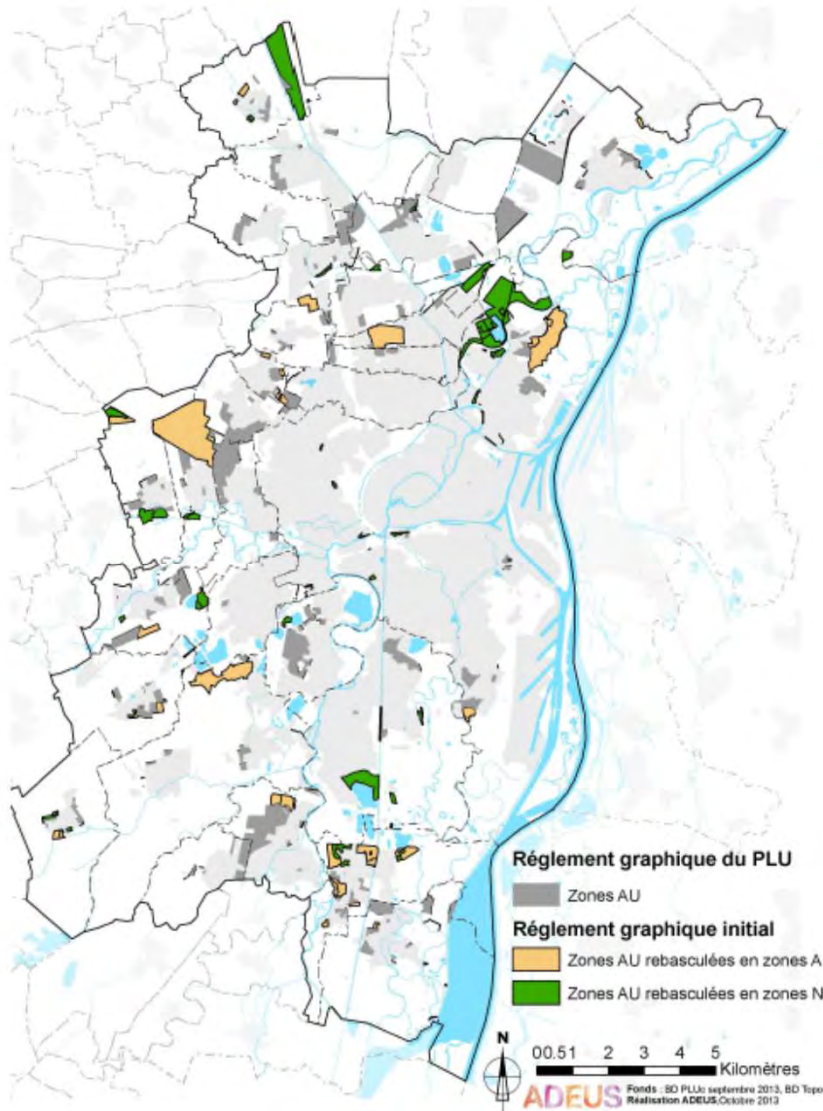 Réglement graphique du PLU
Zones AU
Réglement graphique initial
Zones AU rebasculées en zones A
Zones AU rebasculées en zones N
N
00.51 2 3 4 5
Kilomètres
ADEUS
Fonds : BD PLUc septembre 2013, BD Topo
Réalisation ADEUS,Octobre 2013